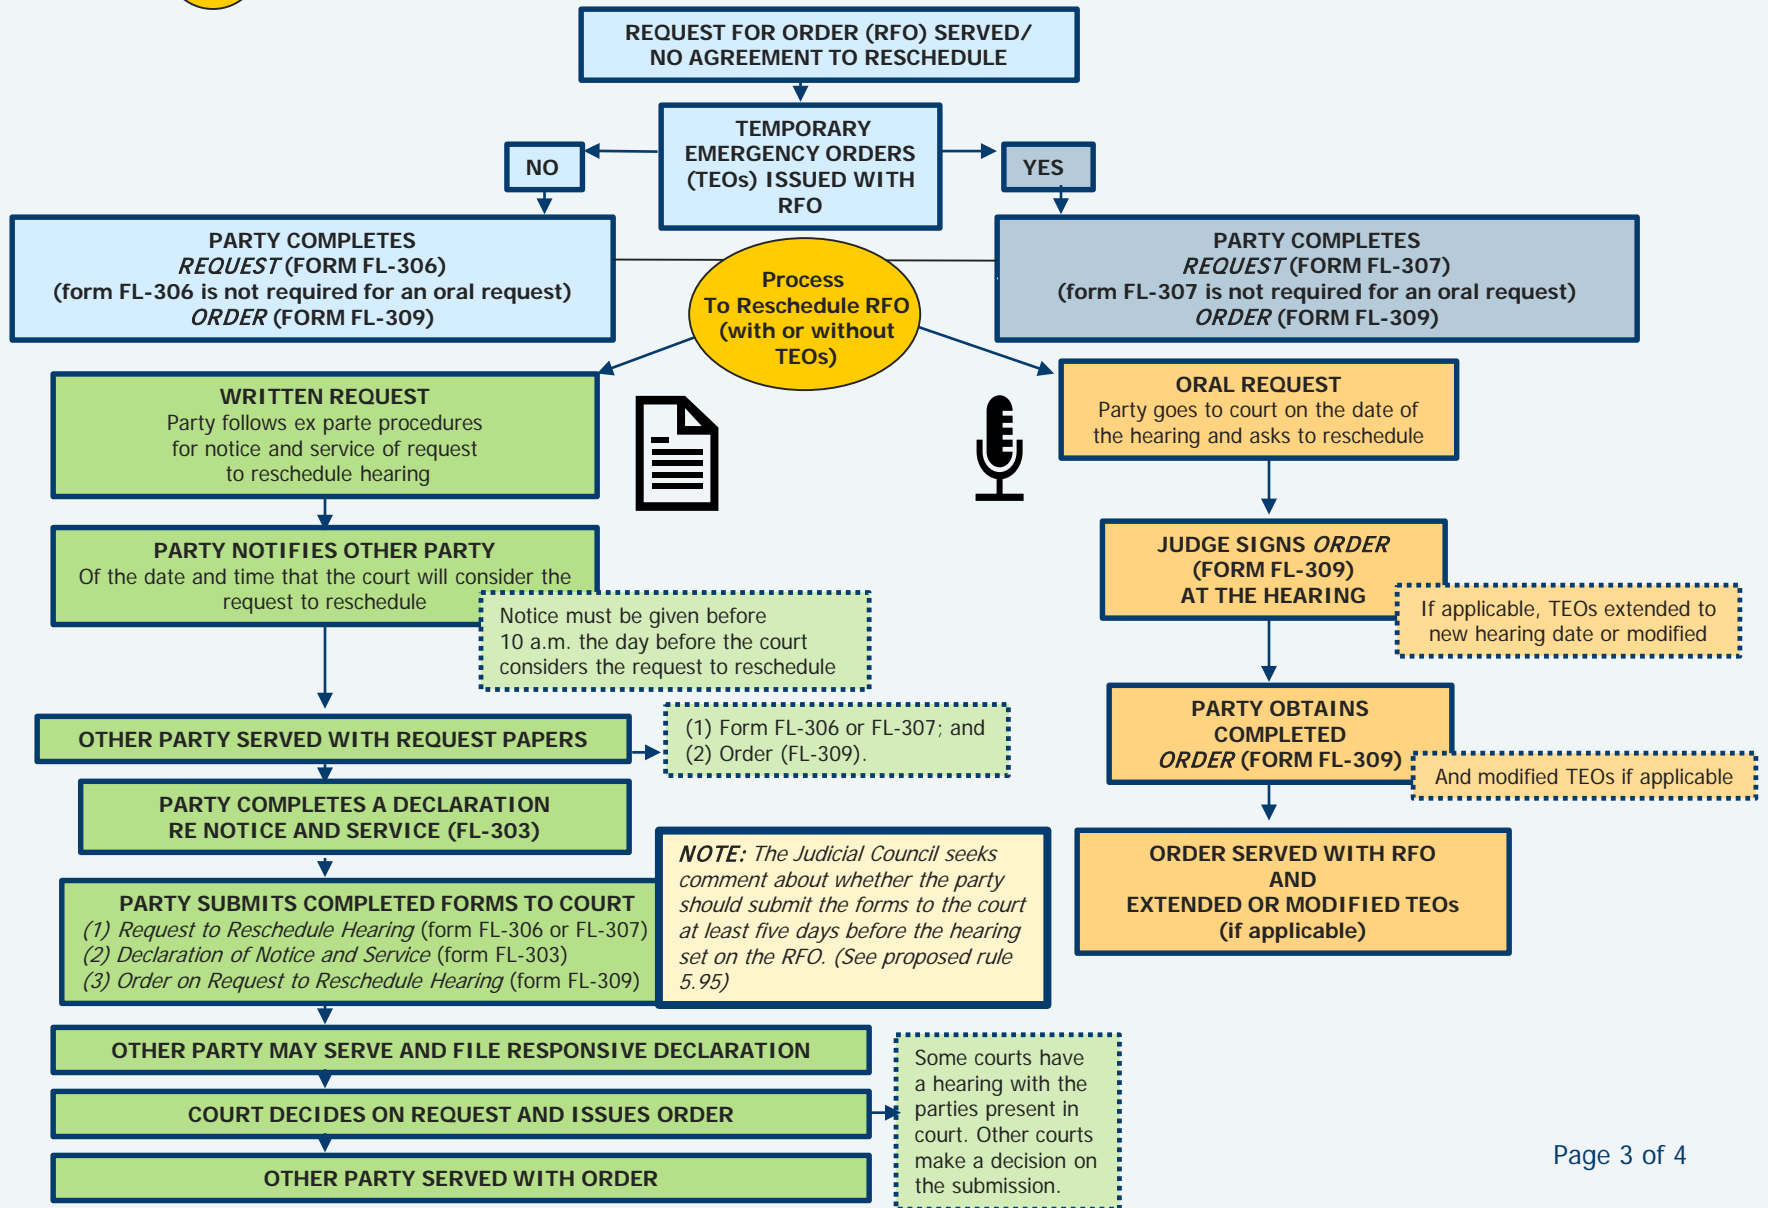 REQUEST FOR ORDER (RFO) SERVED/
NO AGREEMENT TO RESCHEDULE
TEMPORARY
EMERGENCY ORDERS
(TEOs) ISSUED WITH
RFO
NO
YES
PARTY COMPLETES
REQUEST (FORM FL-306)
(form FL-306 is not required for an oral request)
ORDER (FORM FL-309)
PARTY COMPLETES
REQUEST (FORM FL-307)
(form FL-307 is not required for an oral request)
ORDER (FORM FL-309)
Process
To Reschedule RFO
(with or without
TEOs)
WRITTEN REQUEST
Party follows ex parte procedures
for notice and service of request
to reschedule hearing
PARTY NOTIFIES OTHER PARTY
Of the date and time that the court will consider the
request to reschedule
Notice must be given before
10 a.m. the day before the court
considers the request to reschedule
OTHER PARTY SERVED WITH REQUEST PAPERS
(1) Form FL-306 or FL-307; and
(2) Order (FL-309).
PARTY COMPLETES A DECLARATION
RE NOTICE AND SERVICE (FL-303)
PARTY SUBMITS COMPLETED FORMS TO COURT
(1) Request to Reschedule Hearing (form FL-306 or FL-307)
(2) Declaration of Notice and Service (form FL-303)
(3) Order on Request to Reschedule Hearing (form FL-309)
NOTE: The Judicial Council seeks
comment about whether the party
should submit the forms to the court
at least five days before the hearing
set on the RFO. (See proposed rule
5.95)
OTHER PARTY MAY SERVE AND FILE RESPONSIVE DECLARATION
COURT DECIDES ON REQUEST AND ISSUES ORDER
Some courts have
a hearing with the
parties present in
court. Other courts
make a decision on
the submission.
OTHER PARTY SERVED WITH ORDER
ORAL REQUEST
Party goes to court on the date of
the hearing and asks to reschedule
JUDGE SIGNS ORDER
(FORM FL-309)
AT THE HEARING
If applicable, TEOs extended to
new hearing date or modified
PARTY OBTAINS
COMPLETED
ORDER (FORM FL-309)
And modified TEOs if applicable
ORDER SERVED WITH RFO
AND
EXTENDED OR MODIFIED TEOs
(if applicable)
Page 3 of 4